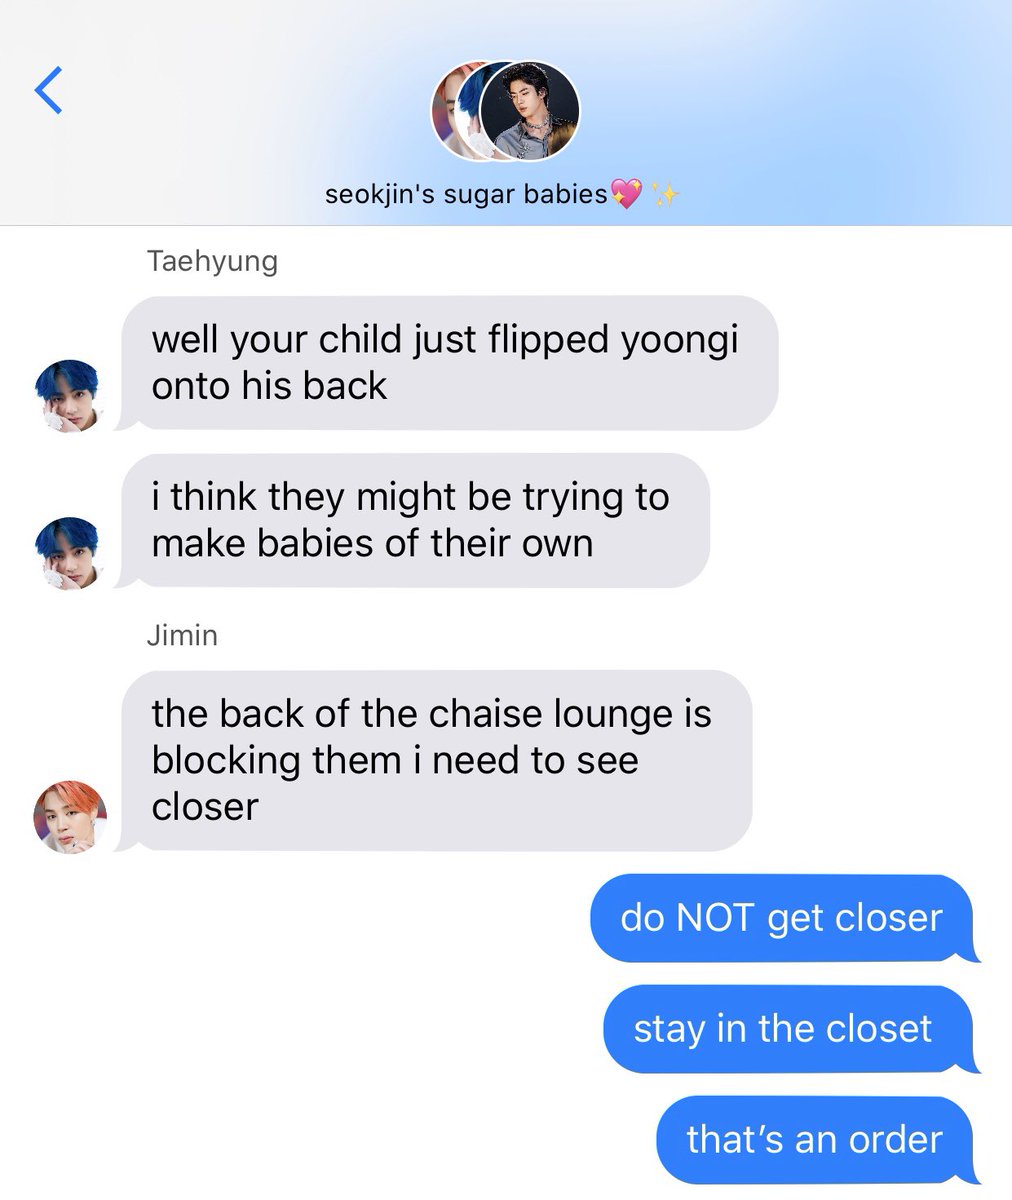 seokjin's sugar babies💖 ✨
Taehyung
well your child just flipped yoongi
onto his back
i think they might be trying to
make babies of their own
Jimin
the back of the chaise lounge is
blocking them i need to see
closer
do NOT get closer
stay in the closet
that’s an order